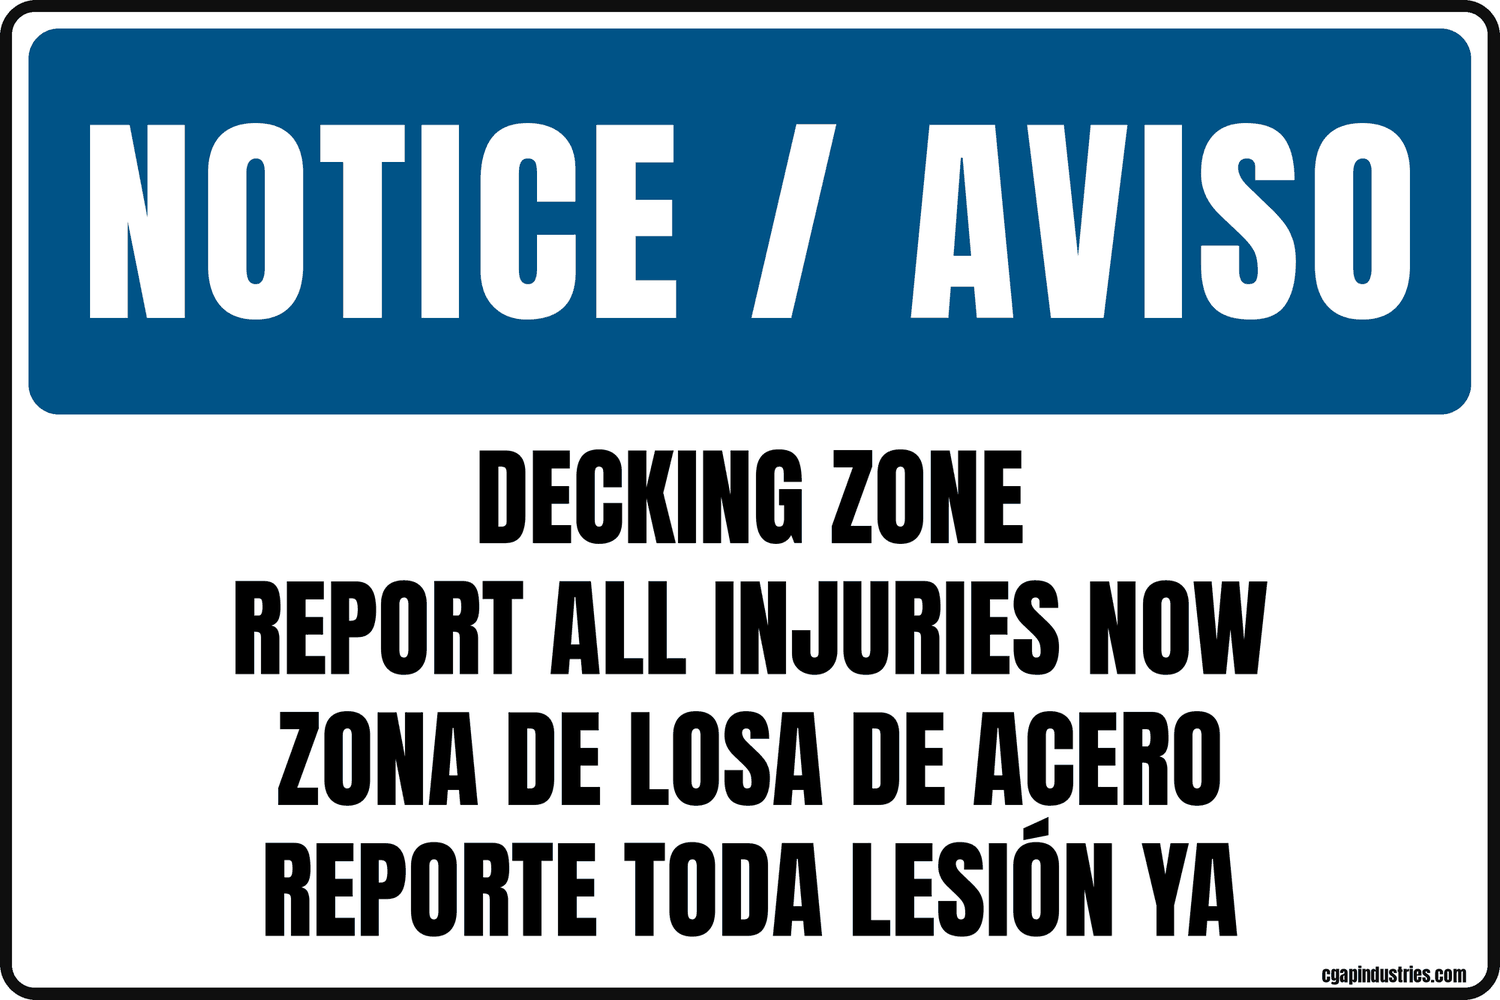 NOTICE / AVISO
DECKING ZONE
REPORT ALL INJURIES NOW
ZONA DE LOSA DE ACERO
REPORTE TODA LESIÓN YA
cgapindustries.com